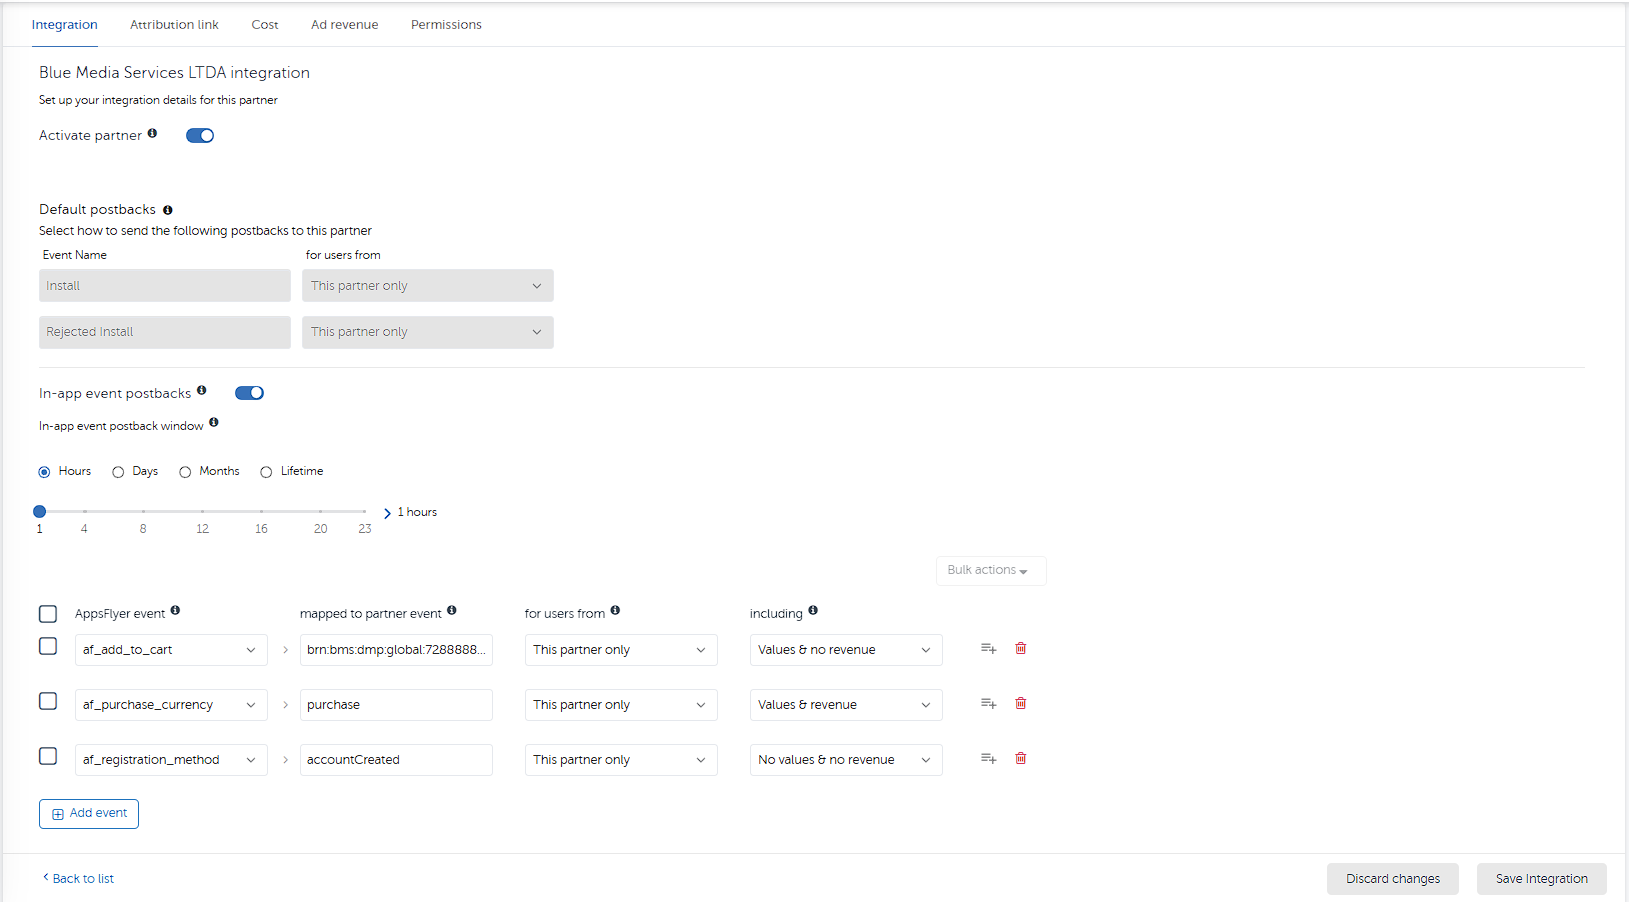 Integration Attribution link Cost Ad revenue Permissions
Blue Media Services LTDA integration
Set up your integration details for this partner
Activate partner
Default postbacks
Select how to send the following postbacks to this partner
Event Name for users from
Install This partner only
Rejected Install This partner only
In-app event postbacks
In-app event postback window
Hours Days Months Lifetime
1 hours
1 4 8 12 16 20 23
Bulk actions
AppsFlyer event mapped to partner event for users from including
af_add_to_cart > brn:bms:dmp:global:7288888... This partner only Values & no revenue
af_purchase_currency > purchase This partner only Values & revenue
af_registration_method > accountCreated This partner only No values & no revenue
Add event
Back to list Discard changes Save Integration